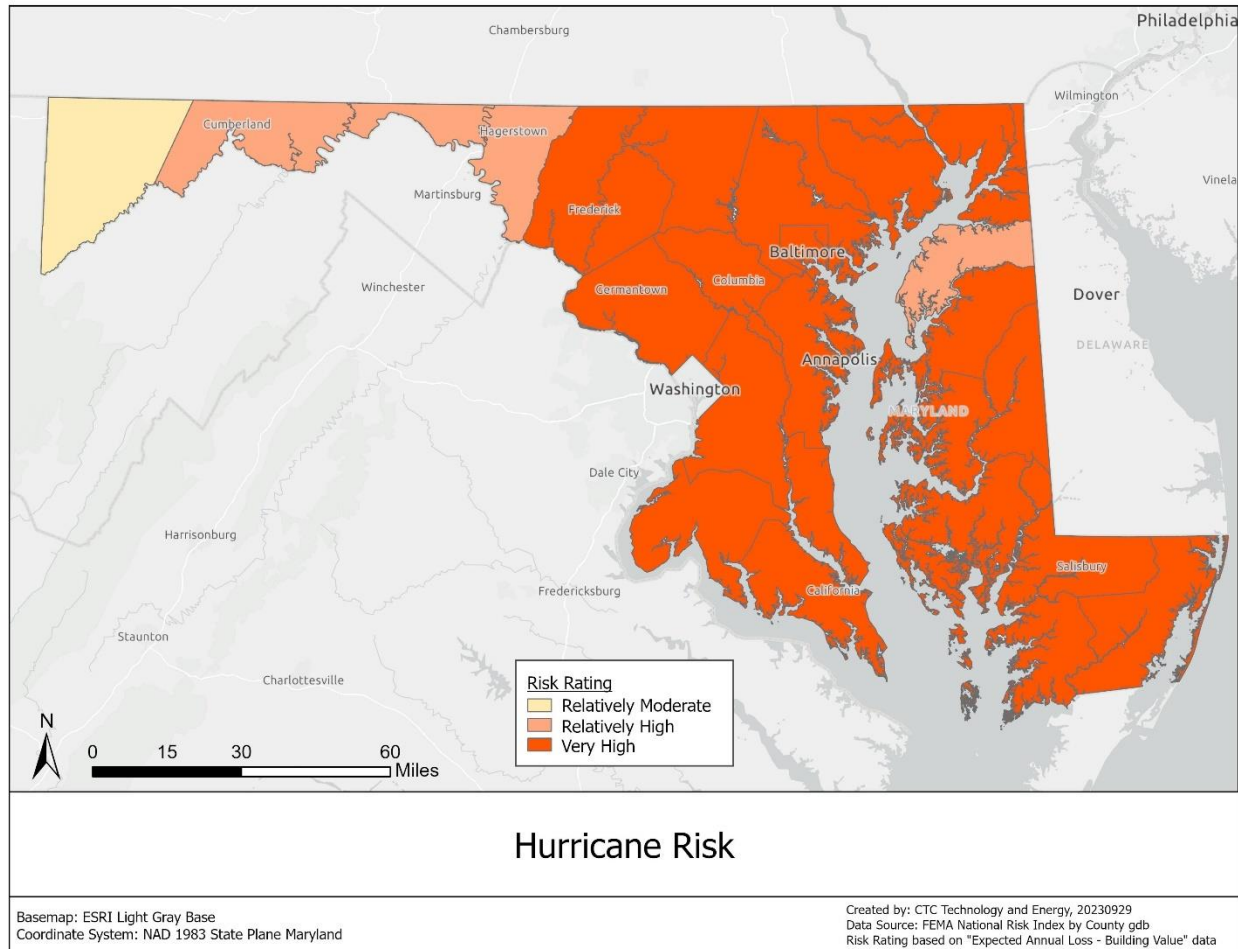 Philadelphia
Chambersburg
Wilmington
Cumberland
Hagerstown
Vinela
Martinsburg
Frederick
Baltimore
Columbia
Winchester
Germantown
Dover
DELAWARE
Annapolis
Washington
MARYLAND
Dale City
Harrisonburg
Salisbury
Fredericksburg
California
Staunton
Charlottesville
Risk Rating
Relatively Moderate
Relatively High
Very High
N
0 15 30 60
Miles
Hurricane Risk
Basemap: ESRI Light Gray Base
Coordinate System: NAD 1983 State Plane Maryland
Created by: CTC Technology and Energy, 20230929
Data Source: FEMA National Risk Index by County gdb
Risk Rating based on "Expected Annual Loss - Building Value" data